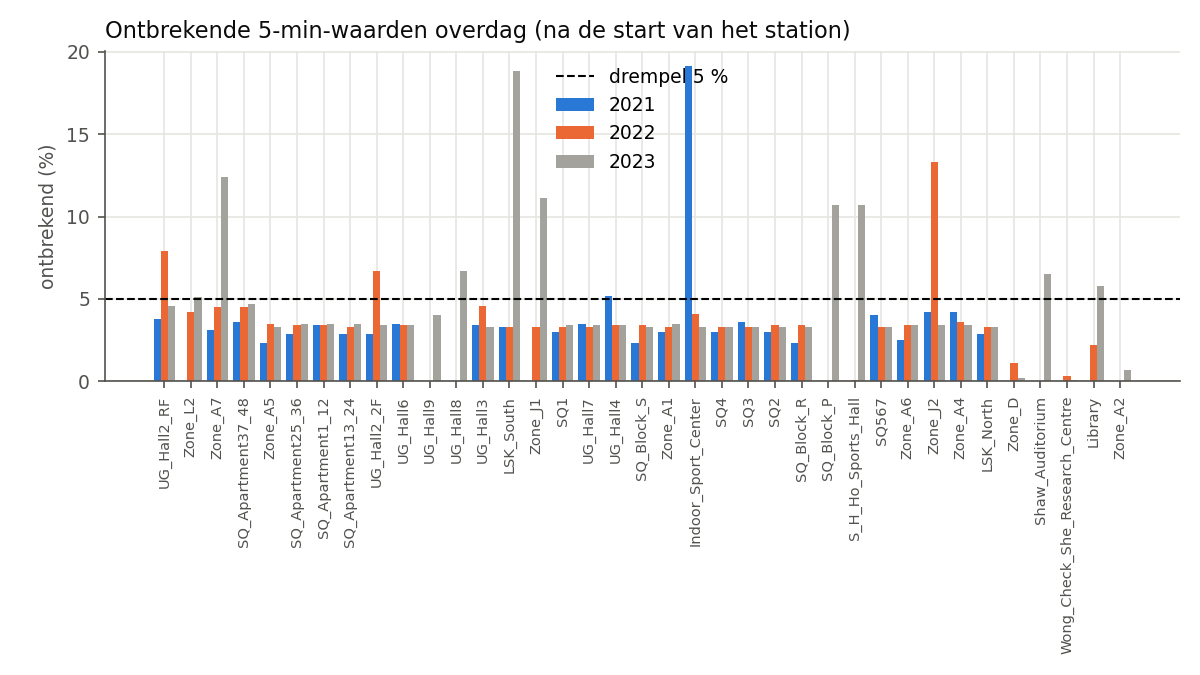 Ontbrekende 5-min-waarden overdag (na de start van het station)
ontbrekend (%)
20
15
10
5
0
drempel 5 %
2021
2022
2023
UG_Hall2_RF
Zone_L2
Zone_A7
SQ_Apartment37_48
Zone_A5
SQ_Apartment25_36
SQ_Apartment1_12
SQ_Apartment13_24
UG_Hall2_2F
UG_Hall6
UG_Hall9
UG_Hall8
UG_Hall3
LSK_South
Zone_J1
SQ1
UG_Hall7
UG_Hall4
SQ_Block_S
Zone_A1
Indoor_Sport_Center
SQ4
SQ3
SQ2
SQ_Block_R
SQ_Block_P
S_H_Ho_Sports_Hall
SQ567
Zone_A6
Zone_J2
Zone_A4
LSK_North
Zone_D
Shaw_Auditorium
Wong_Check_She_Research_Centre
Library
Zone_A2